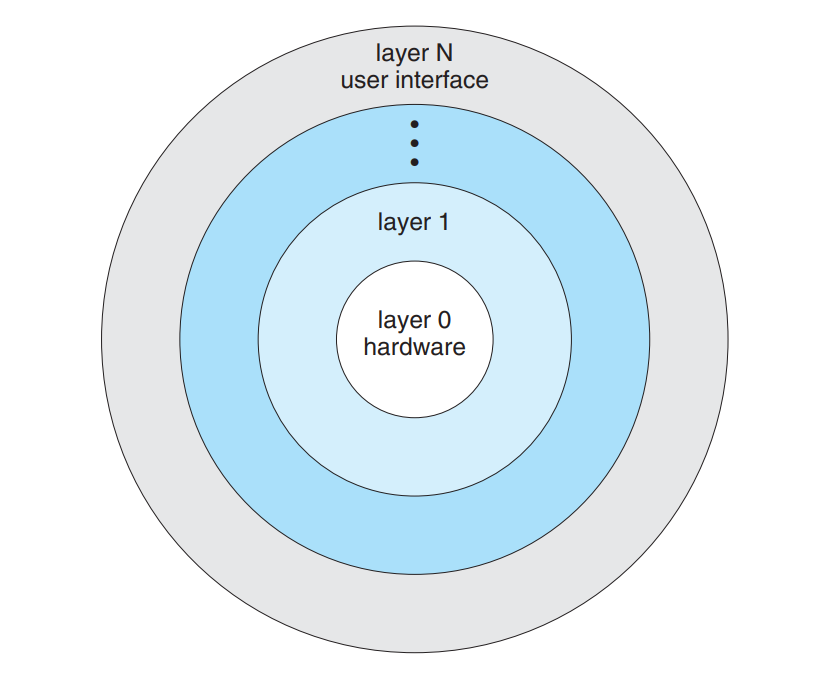 layer N
user interface
layer 1
layer 0
hardware